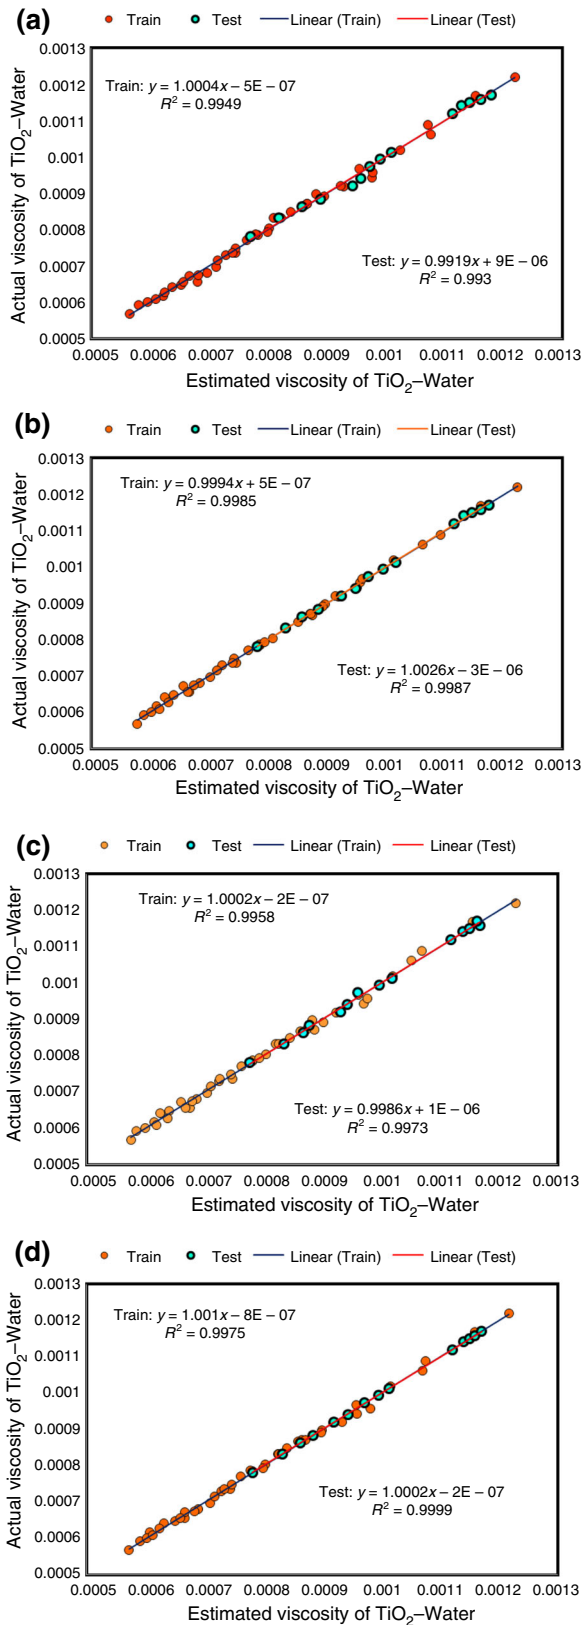 (a)
Train Test Linear (Train) Linear (Test)
0.0013
0.0012
0.0011
0.001
0.0009
0.0008
0.0007
0.0006
0.0005
Actual viscosity of TiO2–Water
Train: y = 1.0004x – 5E – 07
R2 = 0.9949
Test: y = 0.9919x + 9E – 06
R2 = 0.993
0.0005 0.0006 0.0007 0.0008 0.0009 0.001 0.0011 0.0012 0.0013
Estimated viscosity of TiO2–Water
(b)
Train Test Linear (Train) Linear (Test)
0.0013
0.0012
0.0011
0.001
0.0009
0.0008
0.0007
0.0006
0.0005
Actual viscosity of TiO2–Water
Train: y = 0.9994x + 5E – 07
R2 = 0.9985
Test: y = 1.0026x – 3E – 06
R2 = 0.9987
0.0005 0.0006 0.0007 0.0008 0.0009 0.001 0.0011 0.0012 0.0013
Estimated viscosity of TiO2–Water
(c)
Train Test Linear (Train) Linear (Test)
0.0013
0.0012
0.0011
0.001
0.0009
0.0008
0.0007
0.0006
0.0005
Actual viscosity of TiO2–Water
Train: y = 1.0002x – 2E – 07
R2 = 0.9958
Test: y = 0.9986x + 1E – 06
R2 = 0.9973
0.0005 0.0006 0.0007 0.0008 0.0009 0.001 0.0011 0.0012 0.0013
Estimated viscosity of TiO2–Water
(d)
Train Test Linear (Train) Linear (Test)
0.0013
0.0012
0.0011
0.001
0.0009
0.0008
0.0007
0.0006
0.0005
Actual viscosity of TiO2–Water
Train: y = 1.001x – 8E – 07
R2 = 0.9975
Test: y = 1.0002x – 2E – 07
R2 = 0.9999
0.0005 0.0006 0.0007 0.0008 0.0009 0.001 0.0011 0.0012 0.0013
Estimated viscosity of TiO2–Water